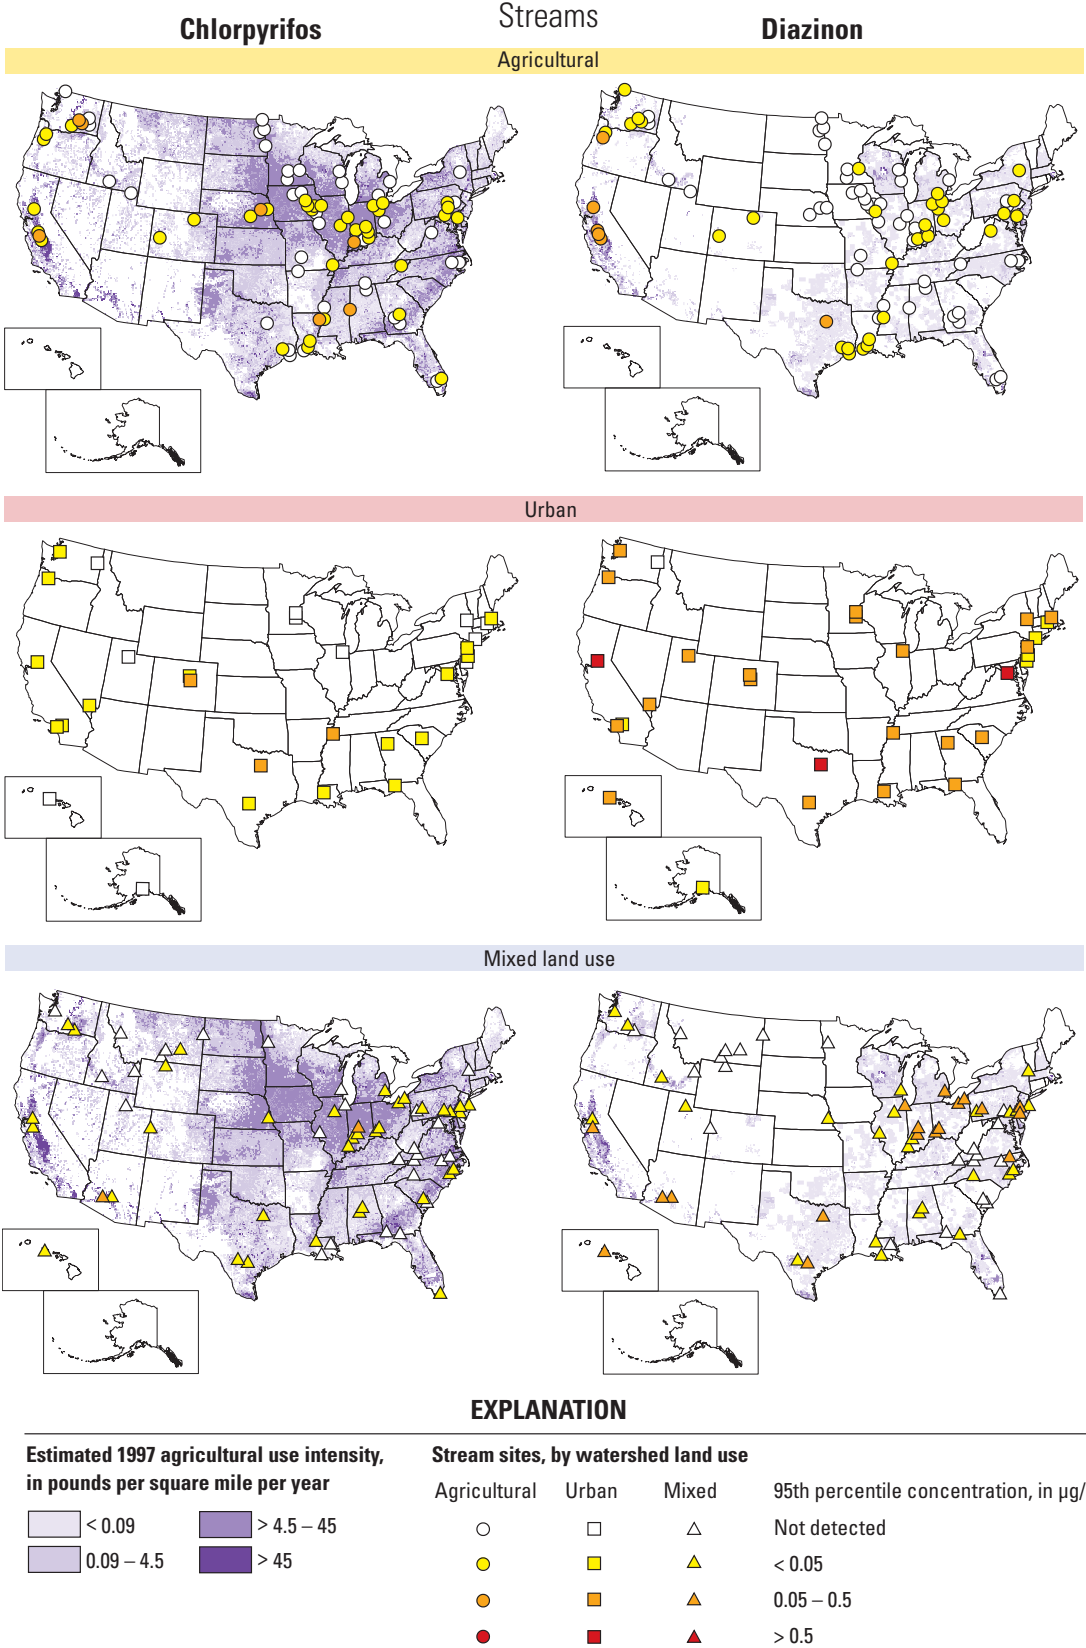 Streams
Chlorpyrifos
Diazinon
Agricultural
Urban
Mixed land use
EXPLANATION
Estimated 1997 agricultural use intensity,
in pounds per square mile per year
< 0.09
0.09 – 4.5
> 4.5 – 45
> 45
Stream sites, by watershed land use
Agricultural Urban Mixed 95th percentile concentration, in µg/
Not detected
< 0.05
0.05 – 0.5
> 0.5